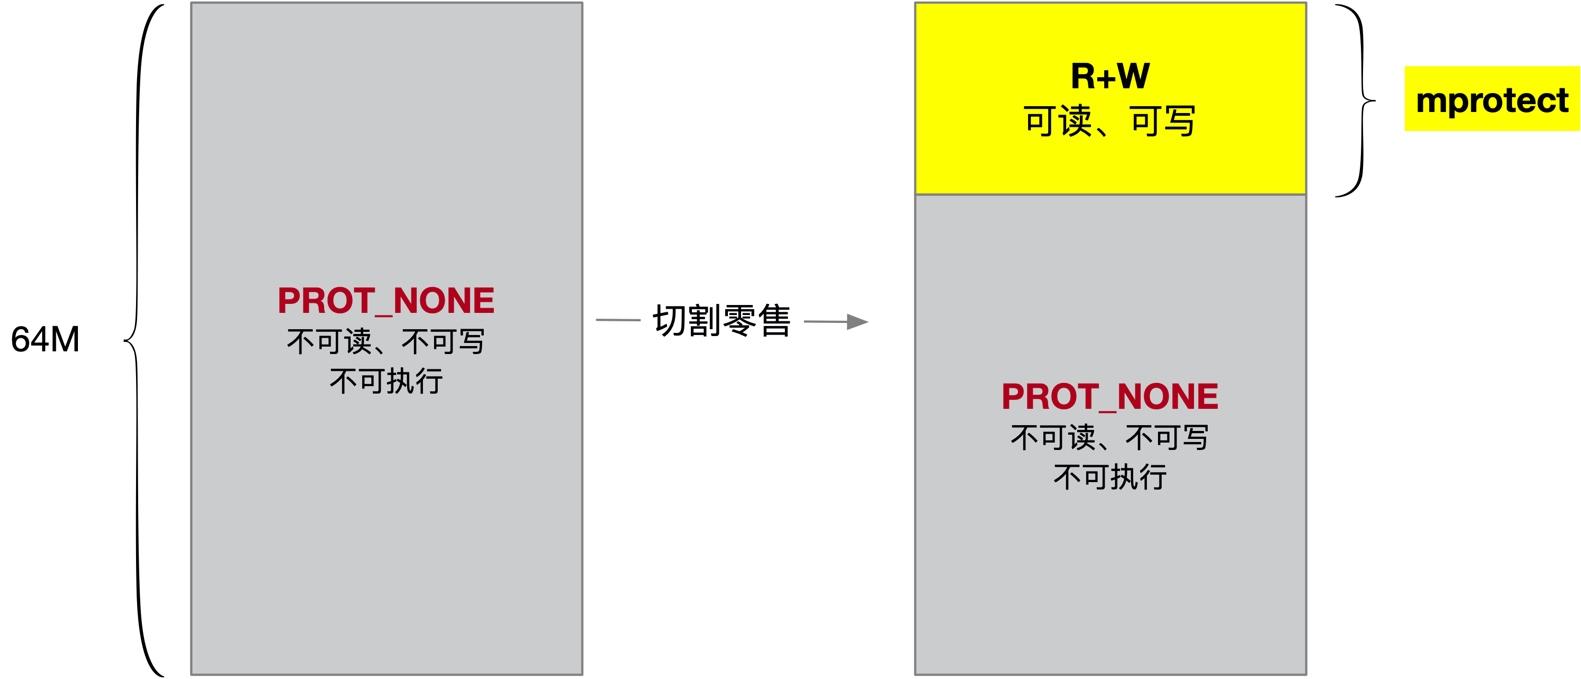 64M
PROT_NONE
不可读、不可写
不可执行
切割零售
R+W
可读、可写
mprotect
PROT_NONE
不可读、不可写
不可执行